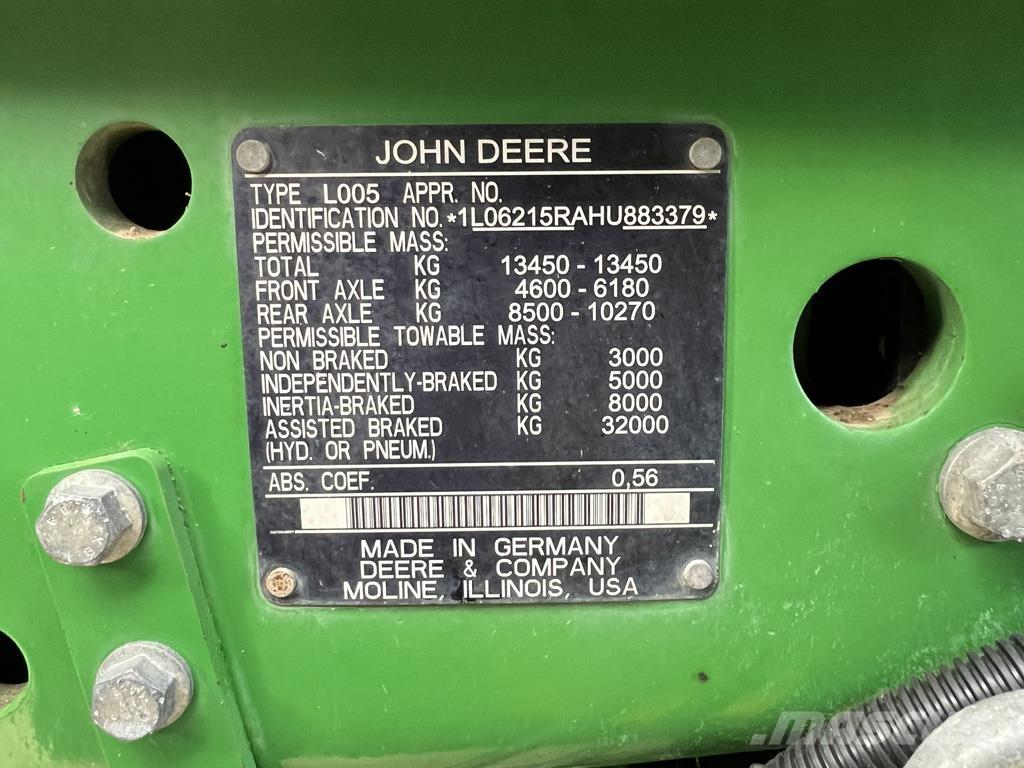 JOHN DEERE
TYPE L005 APPR. NO.
IDENTIFICATION NO. *1L06215RAHU883379*
PERMISSIBLE MASS:
TOTAL KG 13450 - 13450
FRONT AXLE KG 4600 - 6180
REAR AXLE KG 8500 - 10270
PERMISSIBLE TOWABLE MASS:
NON BRAKED KG 3000
INDEPENDENTLY-BRAKED KG 5000
INERTIA-BRAKED KG 8000
ASSISTED BRAKED KG 32000
(HYD. OR PNEUM.)
ABS. COEF. 0,56
MADE IN GERMANY
DEERE & COMPANY
MOLINE, ILLINOIS, USA
mascus